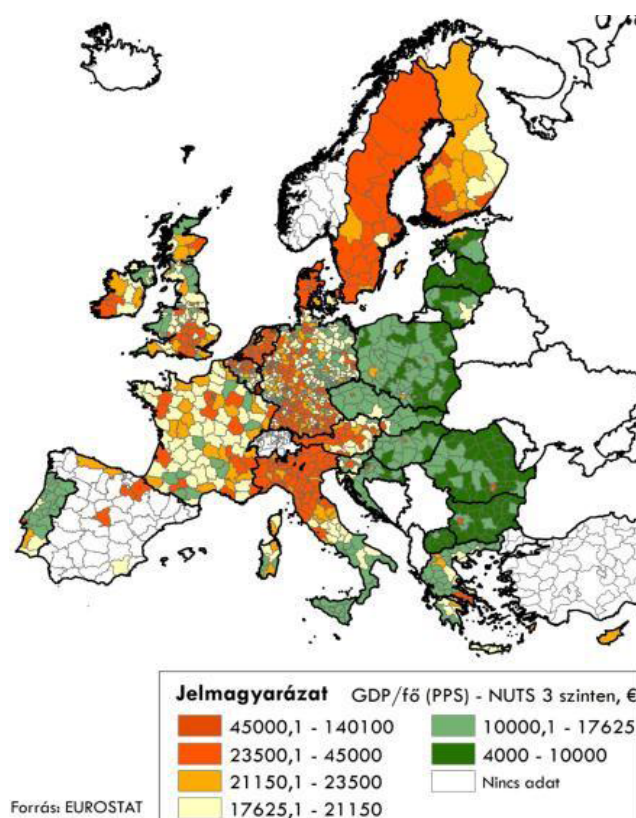 Jelmagyarázat GDP/fő (PPS) - NUTS 3 szinten, €
45000,1 - 140100
23500,1 - 45000
21150,1 - 23500
17625,1 - 21150
10000,1 - 17625
4000 - 10000
Nincs adat
Forrás: EUROSTAT